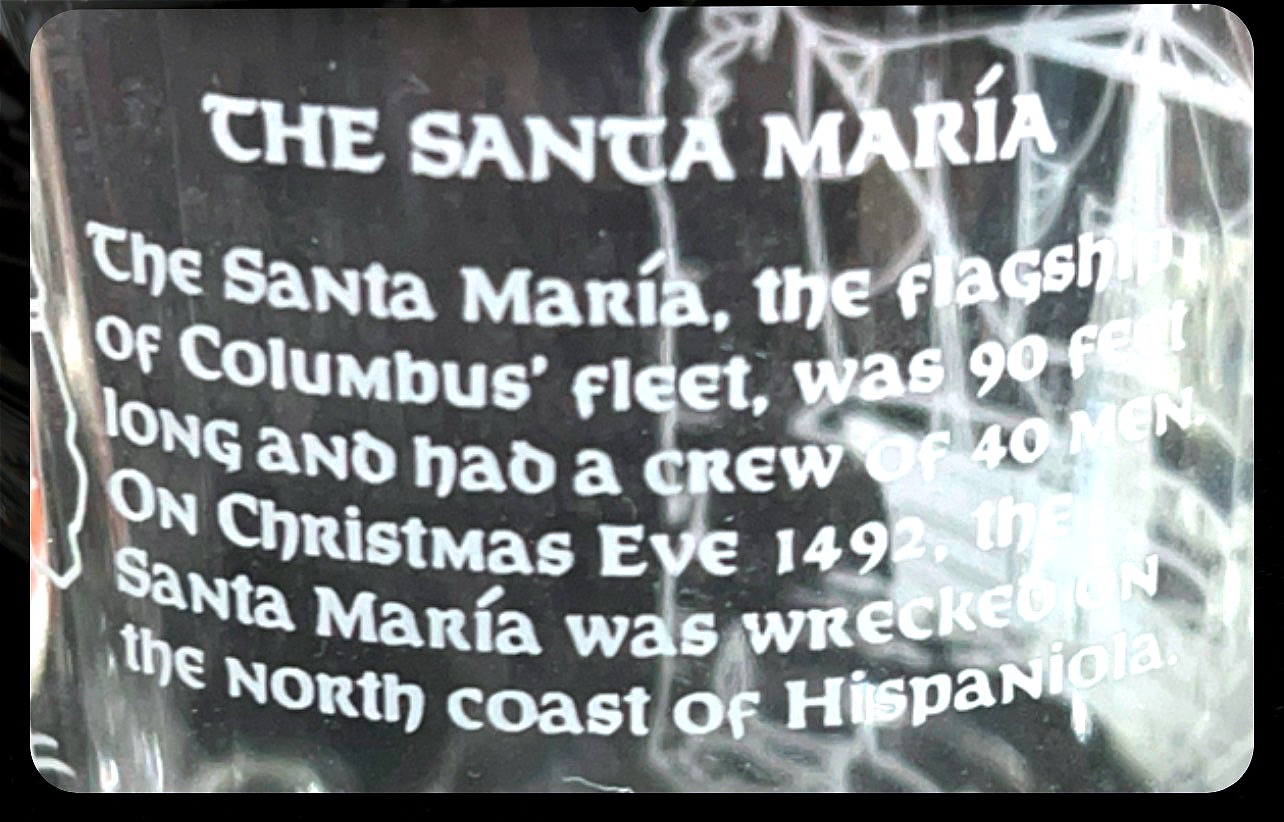 THE SANTA MARÍA
The Santa María, the flagship
of Columbus' fleet, was 90 feet
long and had a crew of 40 men.
On Christmas Eve 1492, the
Santa María was wrecked on
the north coast of Hispaniola.